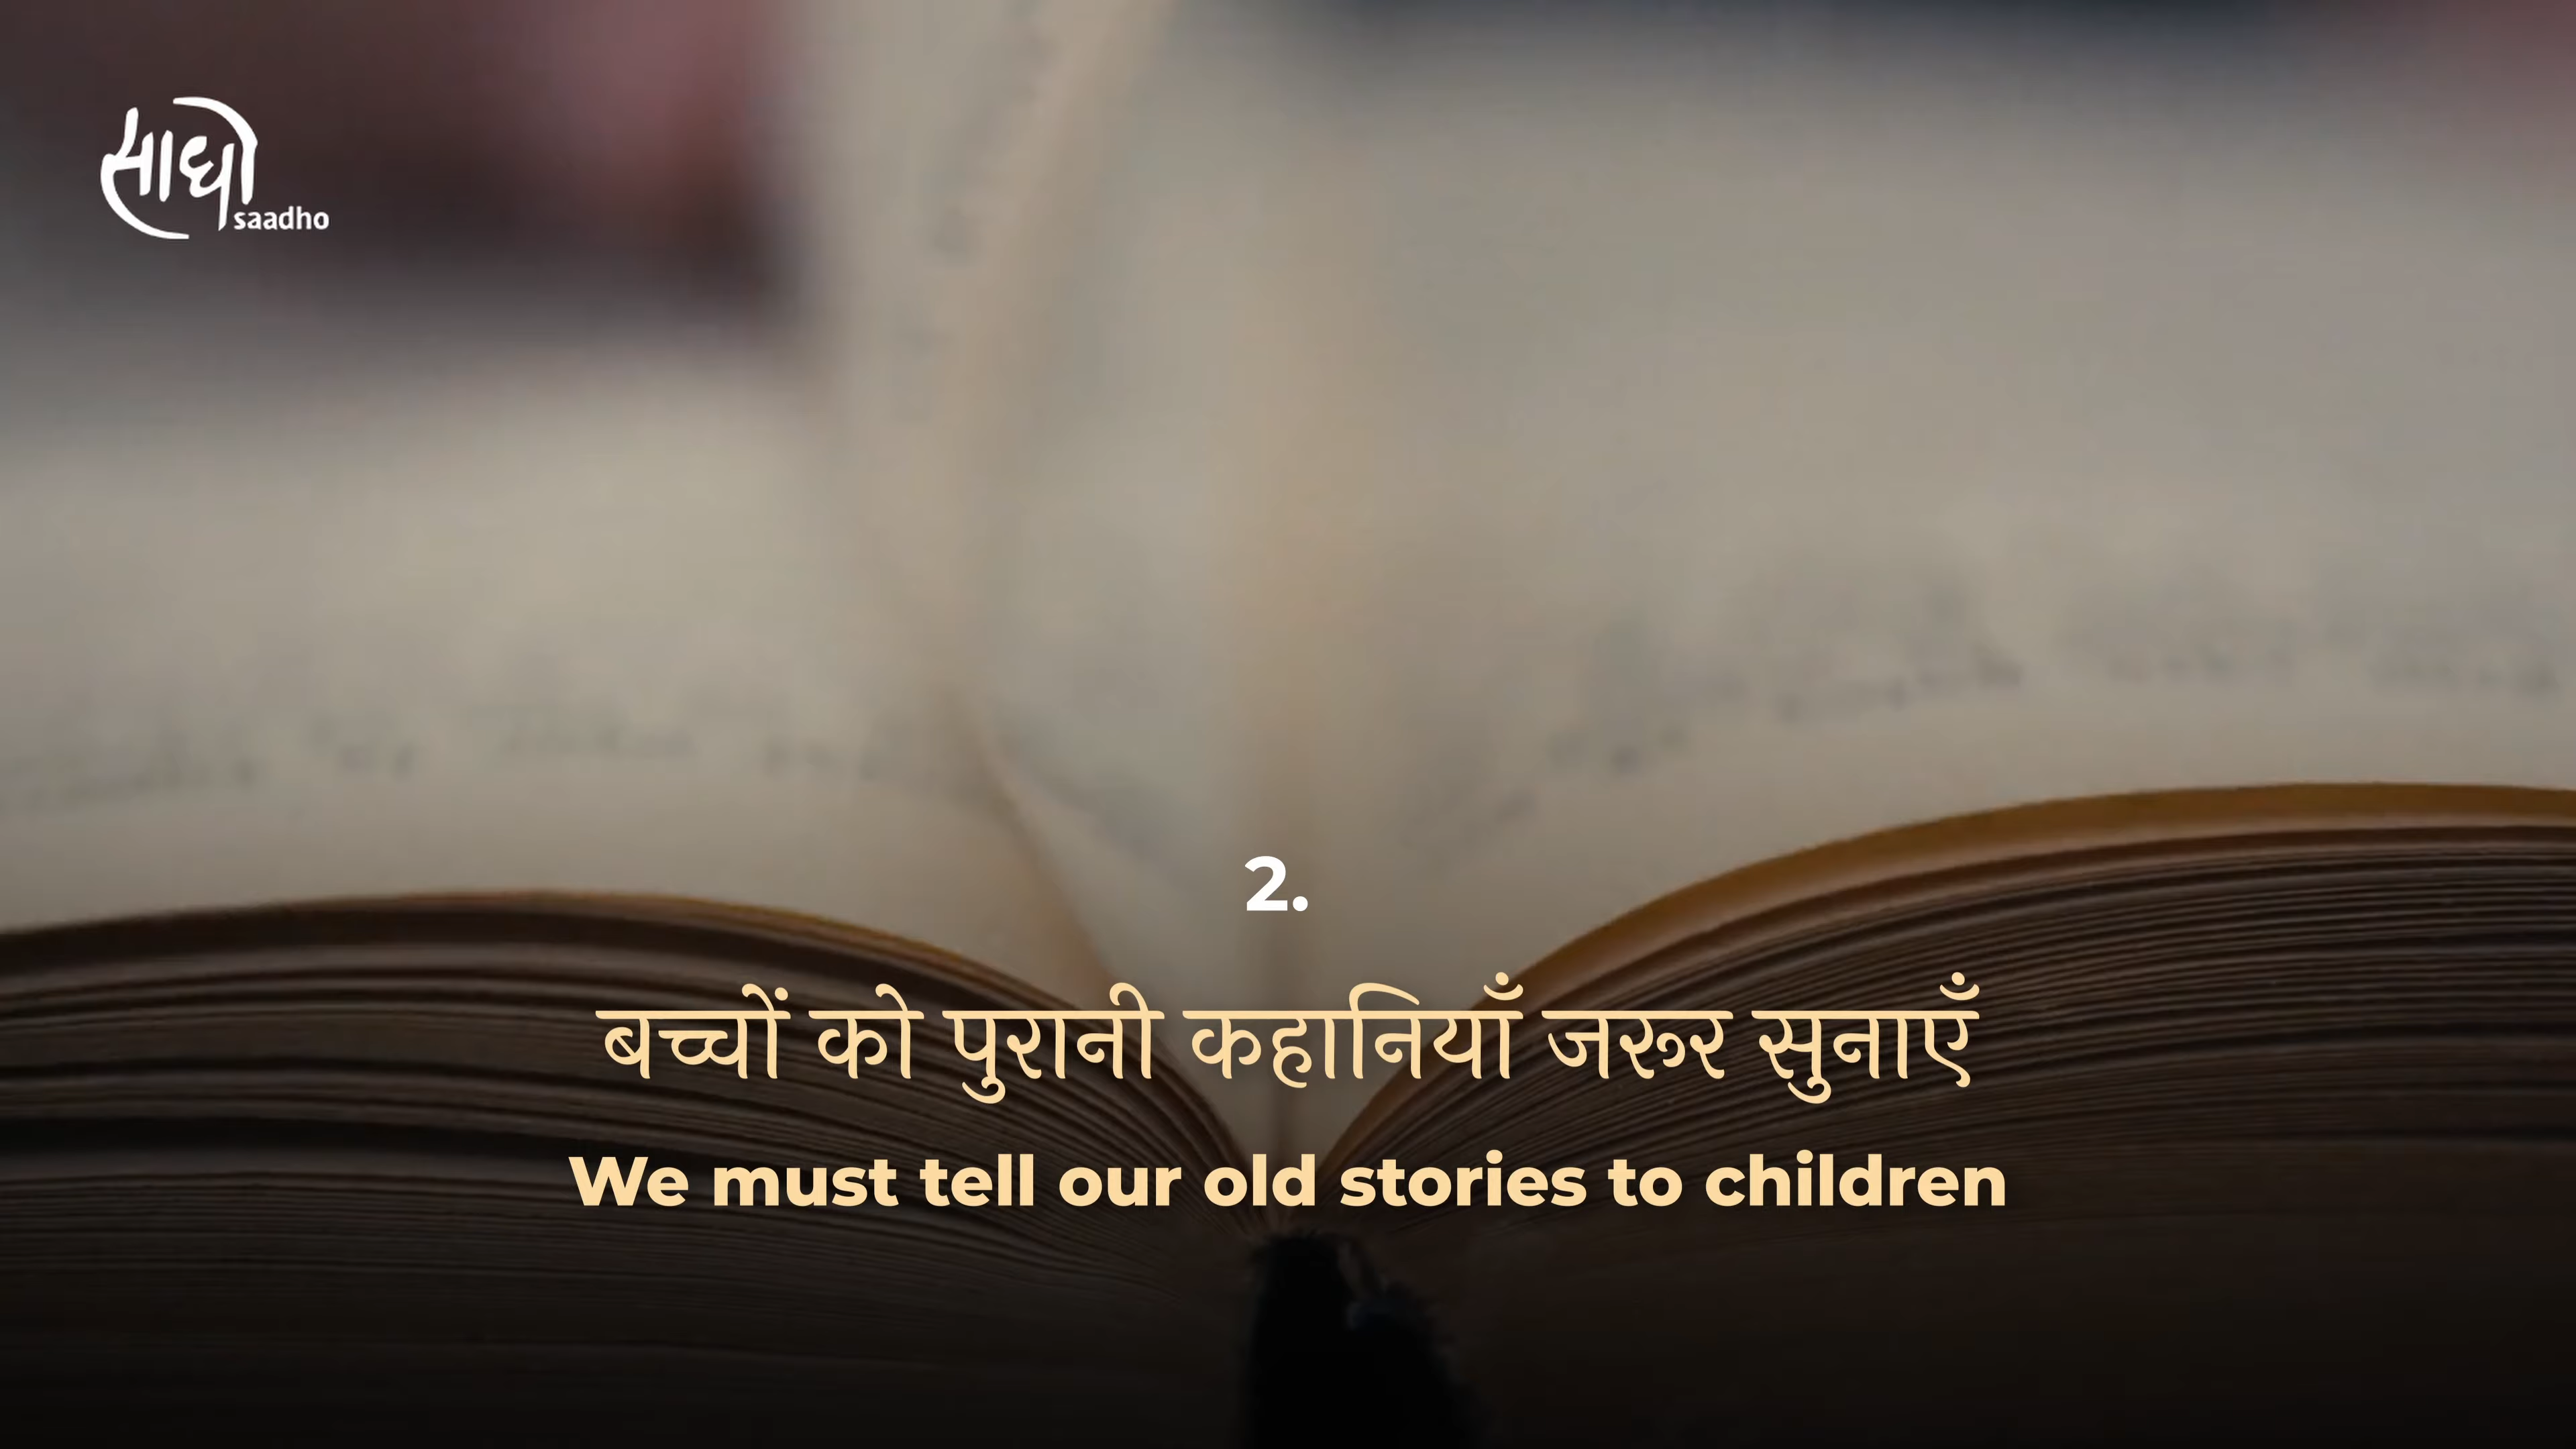 साधो
saadho
2.
बच्चों को पुरानी कहानियाँ जरूर सुनाएँ
We must tell our old stories to children